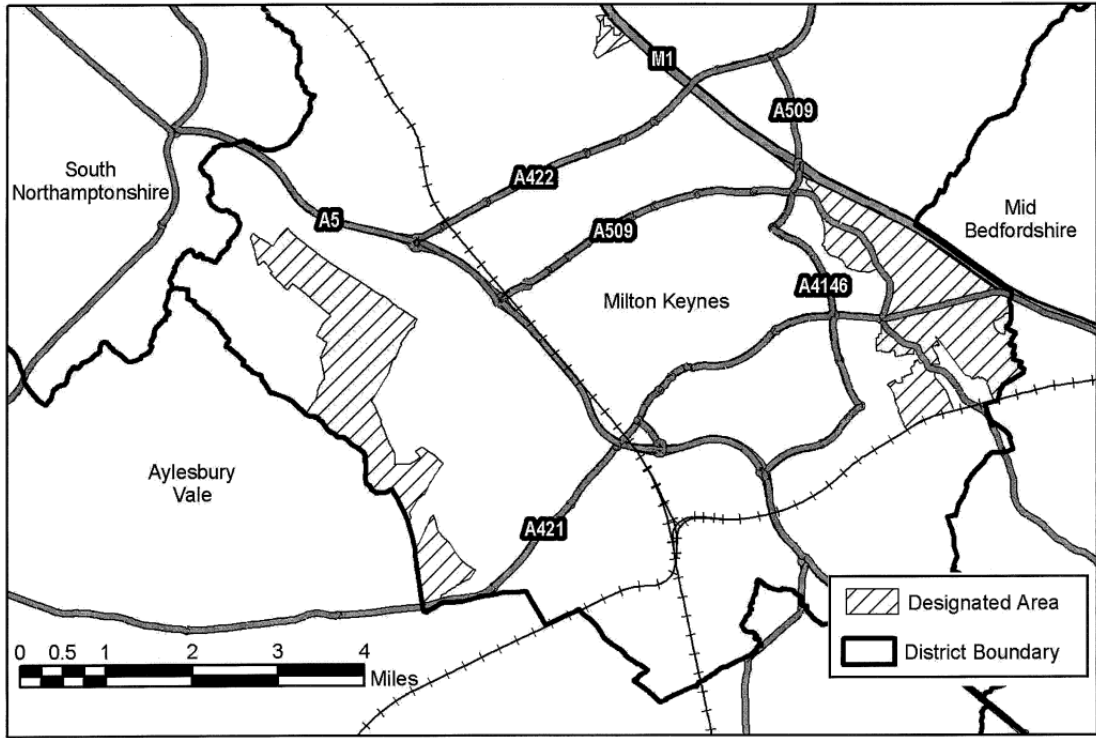 M1
A509
South
Northamptonshire
A422
A5
A509
Mid
Bedfordshire
A4146
Milton Keynes
Aylesbury
Vale
A421
Designated Area
District Boundary
0 0.5 1 2 3 4
Miles